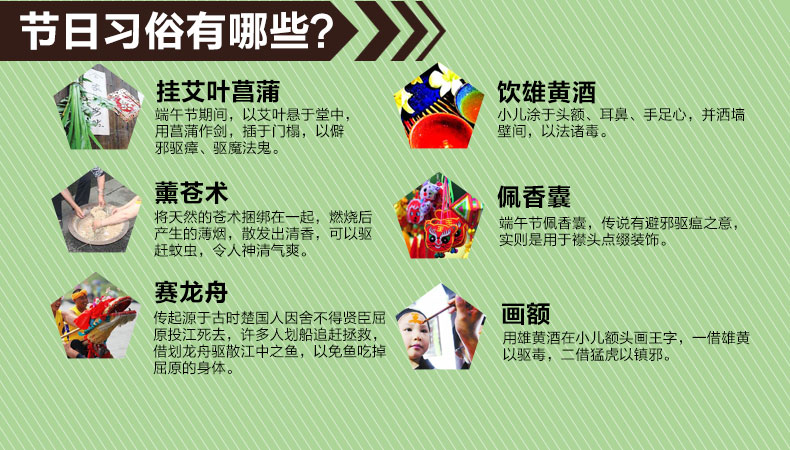 节日习俗有哪些?
挂艾叶菖蒲
端午节期间，以艾叶悬于堂中，
用菖蒲作剑，插于门榻，以僻
邪驱瘴、驱魔法鬼。
饮雄黄酒
小儿涂于头额、耳鼻、手足心，并洒墙
壁间，以法诸毒。
薰苍术
将天然的苍术捆绑在一起，燃烧后
产生的薄烟，散发出清香，可以驱
赶蚊虫，令人神清气爽。
佩香囊
端午节佩香囊，传说有避邪驱瘟之意，
实则是用于襟头点缀装饰。
赛龙舟
传起源于古时楚国人因舍不得贤臣屈
原投江死去，许多人划船追赶拯救，
借划龙舟驱散江中之鱼，以免鱼吃掉
屈原的身体。
画额
用雄黄酒在小儿额头画王字，一借雄黄
以驱毒，二借猛虎以镇邪。